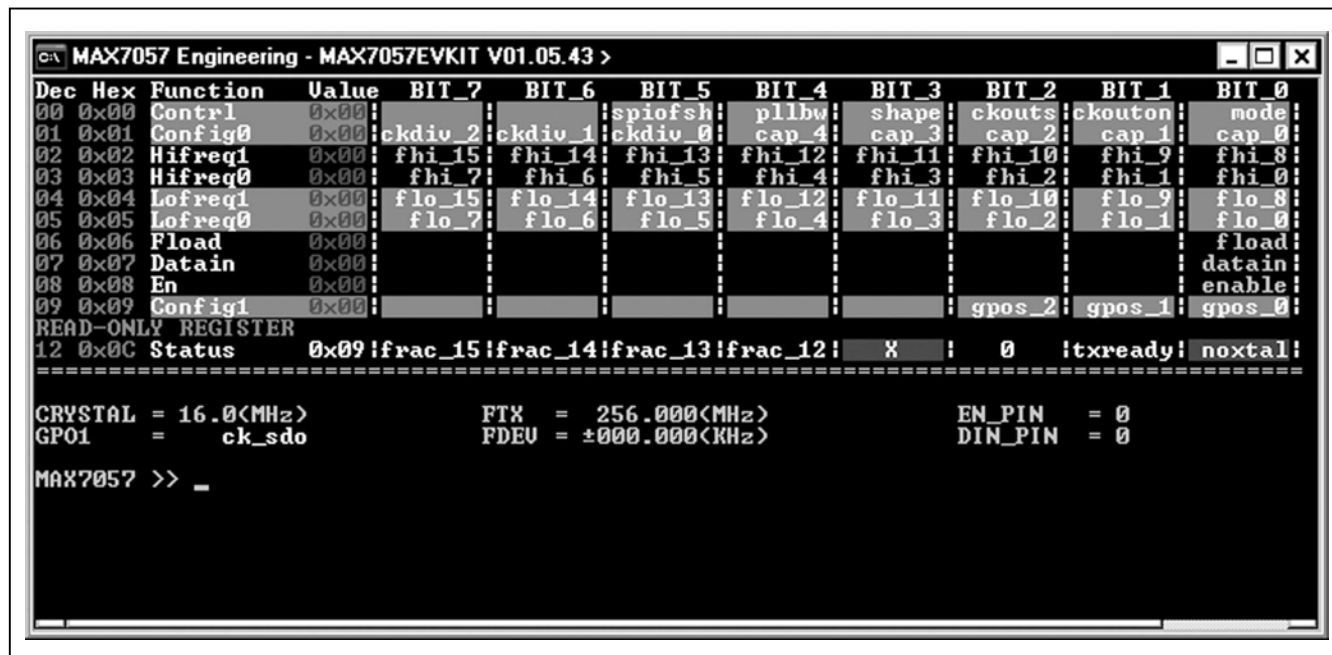 C:\ MAX7057 Engineering - MAX7057EVKIT V01.05.43 >
Dec Hex Function Value BIT_7 BIT_6 BIT_5 BIT_4 BIT_3 BIT_2 BIT_1 BIT_0
00 0x00 Contrl 0x00¦ ¦ ¦spiofsh¦ pllbw¦ shape¦ ckouts¦ckouton¦ mode¦
01 0x01 Config0 0x00¦ckdiv_2¦ckdiv_1¦ckdiv_0¦ cap_4¦ cap_3¦ cap_2¦ cap_1¦ cap_0¦
02 0x02 Hifreq1 0x00¦ fhi_15¦ fhi_14¦ fhi_13¦ fhi_12¦ fhi_11¦ fhi_10¦ fhi_9¦ fhi_8¦
03 0x03 Hifreq0 0x00¦ fhi_7¦ fhi_6¦ fhi_5¦ fhi_4¦ fhi_3¦ fhi_2¦ fhi_1¦ fhi_0¦
04 0x04 Lofreq1 0x00¦ flo_15¦ flo_14¦ flo_13¦ flo_12¦ flo_11¦ flo_10¦ flo_9¦ flo_8¦
05 0x05 Lofreq0 0x00¦ flo_7¦ flo_6¦ flo_5¦ flo_4¦ flo_3¦ flo_2¦ flo_1¦ flo_0¦
06 0x06 Fload 0x00¦ ¦ ¦ ¦ ¦ ¦ ¦ ¦ fload¦
07 0x07 Datain 0x00¦ ¦ ¦ ¦ ¦ ¦ ¦ ¦ datain¦
08 0x08 En 0x00¦ ¦ ¦ ¦ ¦ ¦ ¦ ¦ enable¦
09 0x09 Config1 0x00¦ ¦ ¦ ¦ ¦ ¦ gpos_2¦ gpos_1¦ gpos_0¦
READ-ONLY REGISTER
12 0x0C Status 0x09¦frac_15¦frac_14¦frac_13¦frac_12¦ X ¦ 0 ¦txready¦ noxtal¦
========================================================================================
CRYSTAL = 16.0(MHz) FTX = 256.000(MHz) EN_PIN = 0
GPO1 = ck_sdo FDEV = ±000.000(KHz) DIN_PIN = 0
MAX7057 >> _